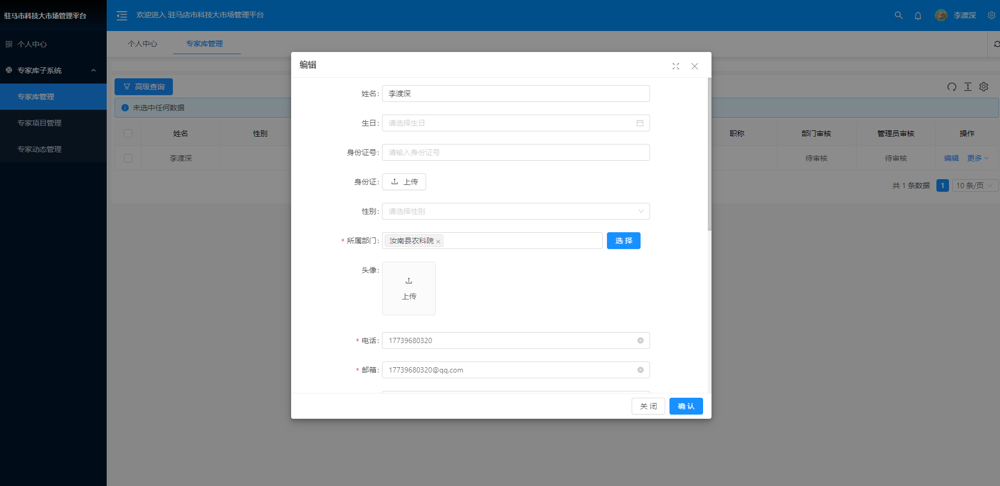 驻马市科技大市场管理平台
欢迎进入 驻马店市科技大市场管理平台
李渡深
个人中心
专家库子系统
专家库管理
专家项目管理
专家动态管理
个人中心
专家库管理
高级查询
未选中任何数据
姓名
性别
职称
部门审核
管理员审核
操作
李渡深
待审核
待审核
编辑
更多
共 1 条数据
1
10 条/页
编辑
姓名:
李渡深
生日:
请选择生日
身份证号:
请输入身份证号
身份证:
上传
性别:
请选择性别
* 所属部门:
汝南县农科院
选 择
头像:
上传
* 电话:
17739680320
* 邮箱:
17739680320@qq.com
关 闭
确 认